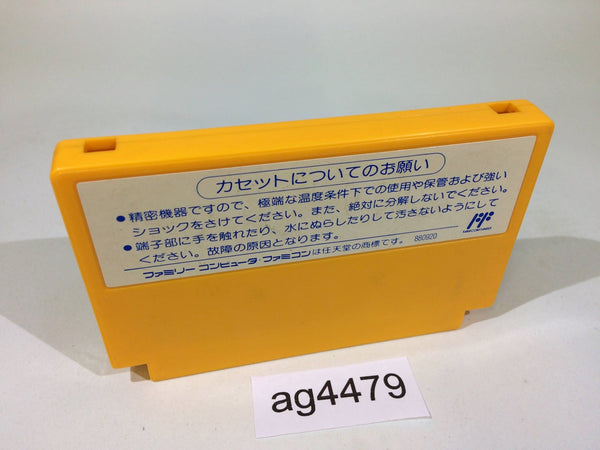 カセットについてのお願い
●精密機器ですので、極端な温度条件下での使用や保管および強い
ショックをさけてください。また、絶対に分解しないでください。
●端子部に手を触れたり、水にぬらしたりして汚さないようにして
ください。故障の原因となります。 880920
ファミリーコンピュータ・ファミコンは任天堂の商標です。
ag4479